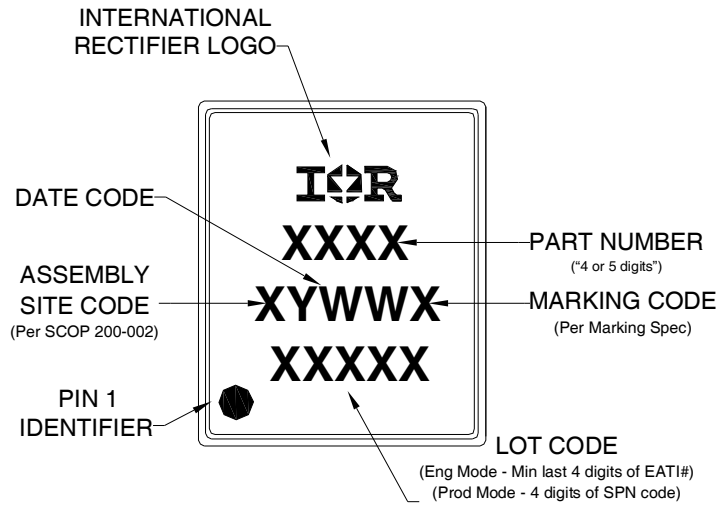 INTERNATIONAL
RECTIFIER LOGO
IOR
DATE CODE
XXXX
PART NUMBER
(“4 or 5 digits”)
ASSEMBLY
SITE CODE
(Per SCOP 200-002)
XYWWX
MARKING CODE
(Per Marking Spec)
XXXXX
PIN 1
IDENTIFIER
LOT CODE
(Eng Mode - Min last 4 digits of EATI#)
(Prod Mode - 4 digits of SPN code)